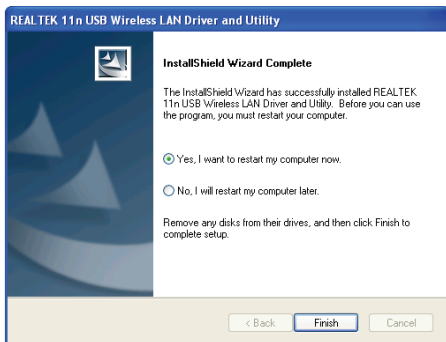 REALTEK 11n USB Wireless LAN Driver and Utility
InstallShield Wizard Complete
The InstallShield Wizard has successfully installed REALTEK
11n USB Wireless LAN Driver and Utility. Before you can use
the program, you must restart your computer.
Yes, I want to restart my computer now.
No, I will restart my computer later.
Remove any disks from their drives, and then click Finish to
complete setup.
< Back
Finish
Cancel